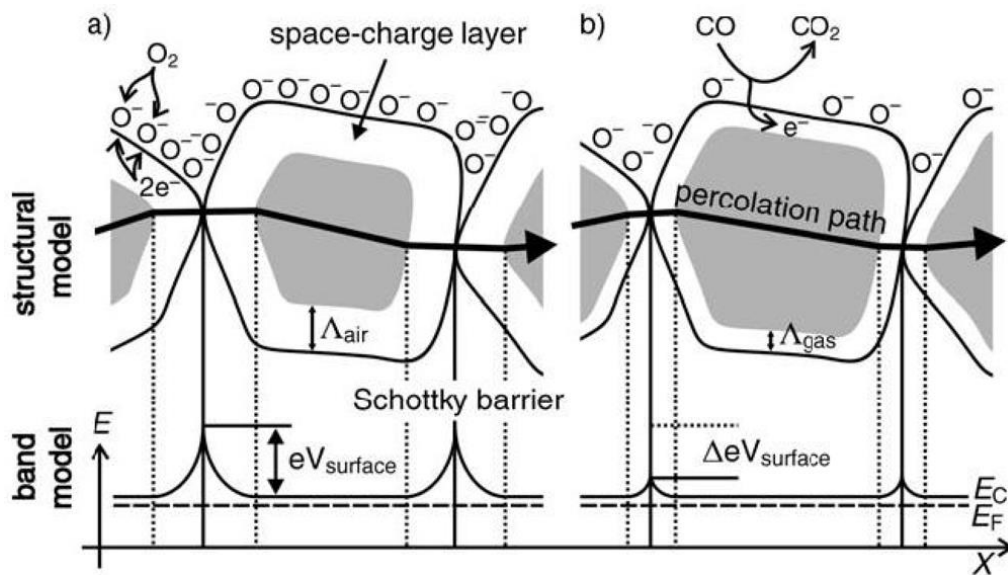 a)
space-charge layer
O₂
O⁻
O⁻
O⁻
O⁻
⁻O
O⁻
O⁻
O⁻
O⁻
O⁻
O⁻
O⁻
O⁼
⁻O
O⁻
2e⁻
Λair
b)
CO
CO₂
O⁻
O⁻
O⁻
⁻O
O⁻
O⁻
O⁻
O⁻
e⁻
percolation path
Λgas
structural
model
Schottky barrier
E
eVsurface
ΔeVsurface
EC
EF
X
band
model